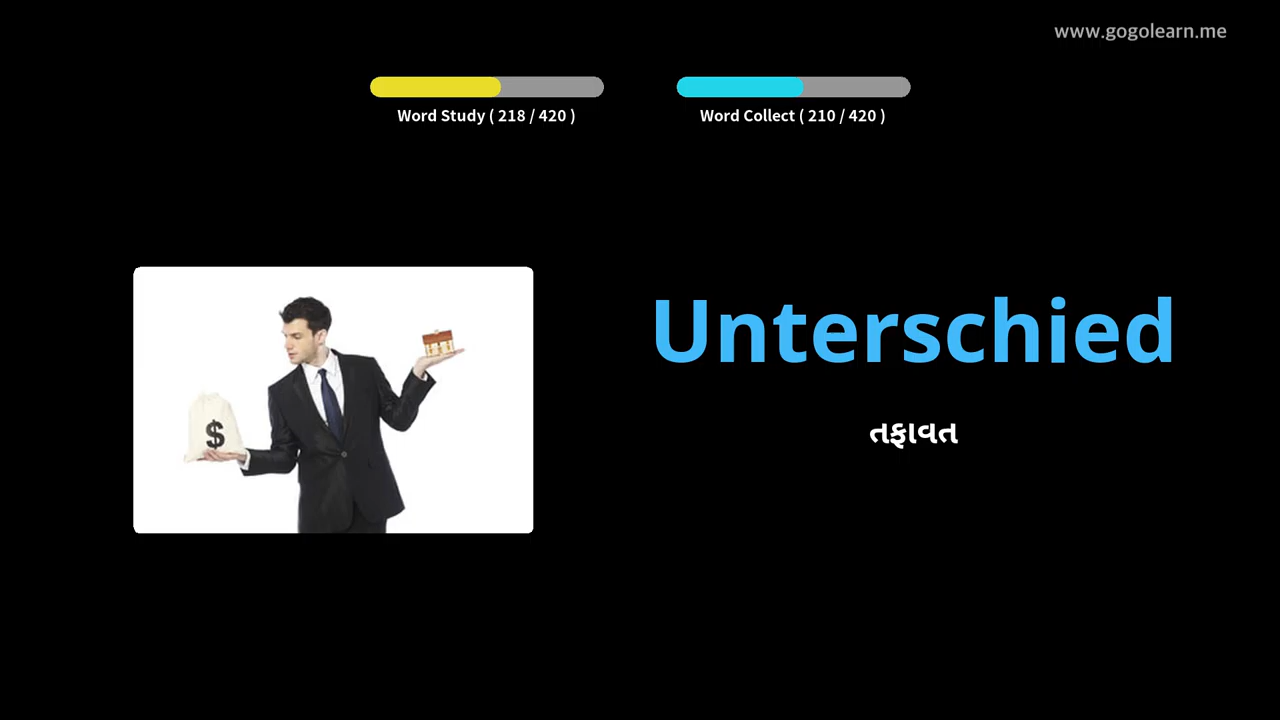 www.gogolearn.me
Word Study ( 218 / 420 )
Word Collect ( 210 / 420 )
$
Unterschied
તફાવત